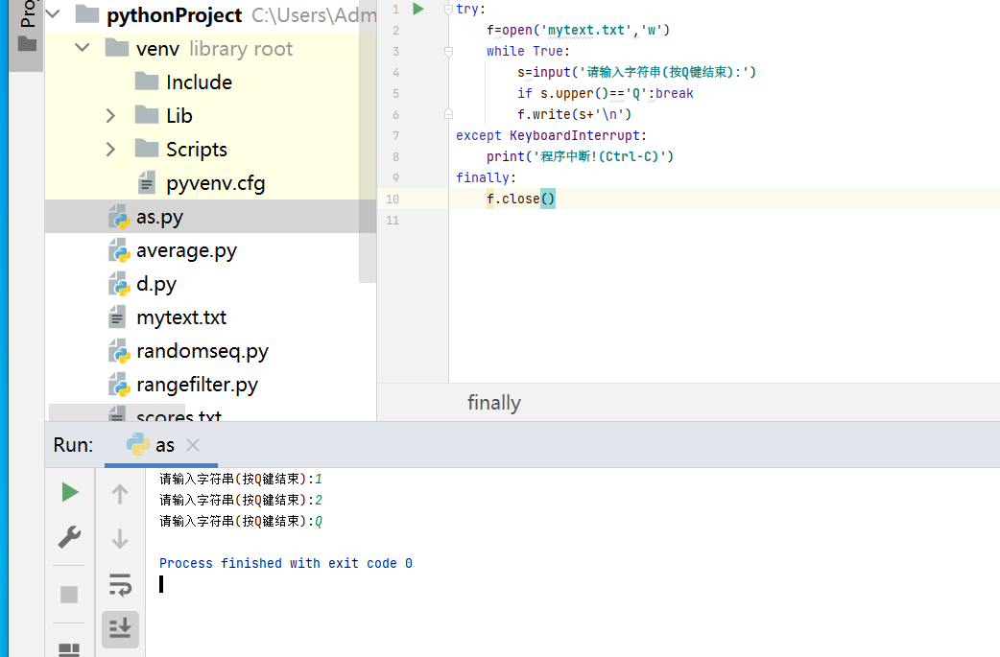 Pro
pythonProject C:\Users\Adm
venv library root
Include
Lib
Scripts
pyvenv.cfg
as.py
average.py
d.py
mytext.txt
randomseq.py
rangefilter.py
scores.txt
1 try:
2 f=open('mytext.txt','w')
3 while True:
4 s=input('请输入字符串(按Q键结束):')
5 if s.upper()=='Q':break
6 f.write(s+'\n')
7 except KeyboardInterrupt:
8 print('程序中断!(Ctrl-C)')
9 finally:
10 f.close()
11
finally
Run: as
请输入字符串(按Q键结束):1
请输入字符串(按Q键结束):2
请输入字符串(按Q键结束):Q
Process finished with exit code 0